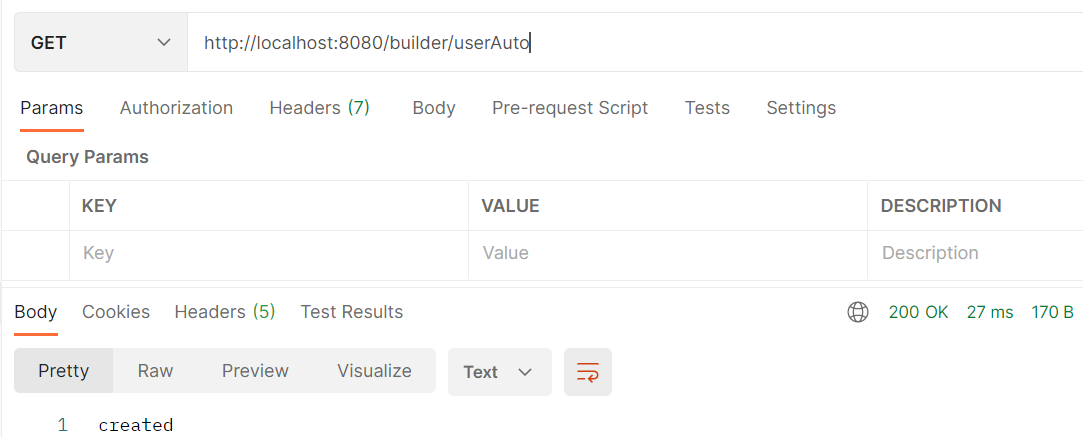 GET http://localhost:8080/builder/userAuto
Params Authorization Headers (7) Body Pre-request Script Tests Settings
Query Params
KEY VALUE DESCRIPTION
Key Value Description
Body Cookies Headers (5) Test Results 200 OK 27 ms 170 B
Pretty Raw Preview Visualize Text
1 created